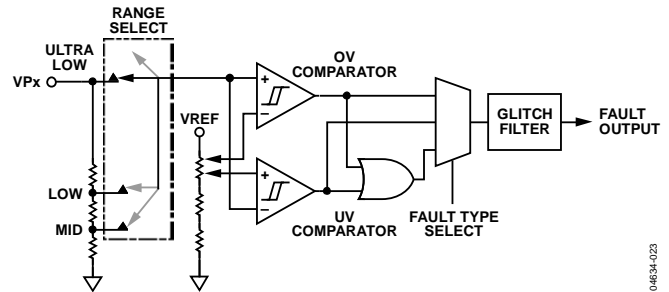 RANGE
SELECT
ULTRA
LOW
VPx
LOW
MID
VREF
+
–
OV
COMPARATOR
+
–
UV
COMPARATOR
FAULT TYPE
SELECT
GLITCH
FILTER
FAULT
OUTPUT
04634-023